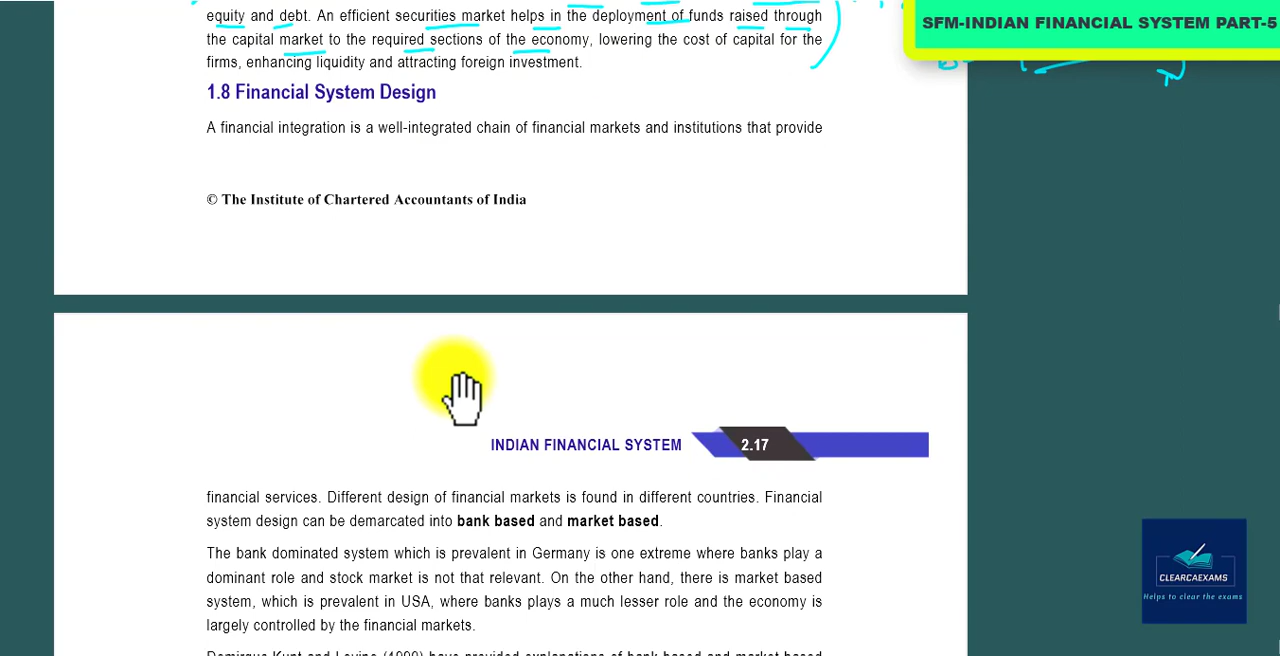 equity and debt. An efficient securities market helps in the deployment of funds raised through
the capital market to the required sections of the economy, lowering the cost of capital for the
firms, enhancing liquidity and attracting foreign investment.
SFM-INDIAN FINANCIAL SYSTEM PART-5
1.8 Financial System Design
A financial integration is a well-integrated chain of financial markets and institutions that provide
© The Institute of Chartered Accountants of India
INDIAN FINANCIAL SYSTEM 2.17
financial services. Different design of financial markets is found in different countries. Financial
system design can be demarcated into bank based and market based.
The bank dominated system which is prevalent in Germany is one extreme where banks play a
dominant role and stock market is not that relevant. On the other hand, there is market based
system, which is prevalent in USA, where banks plays a much lesser role and the economy is
largely controlled by the financial markets.
CLEARCAEXAMS
Helps to clear the exams